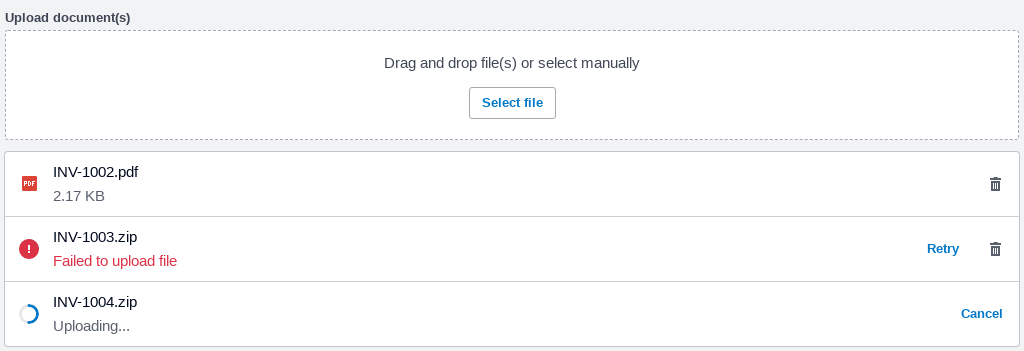 Upload document(s)
Drag and drop file(s) or select manually
Select file
PDF
INV-1002.pdf
2.17 KB
INV-1003.zip
Failed to upload file
Retry
INV-1004.zip
Uploading...
Cancel